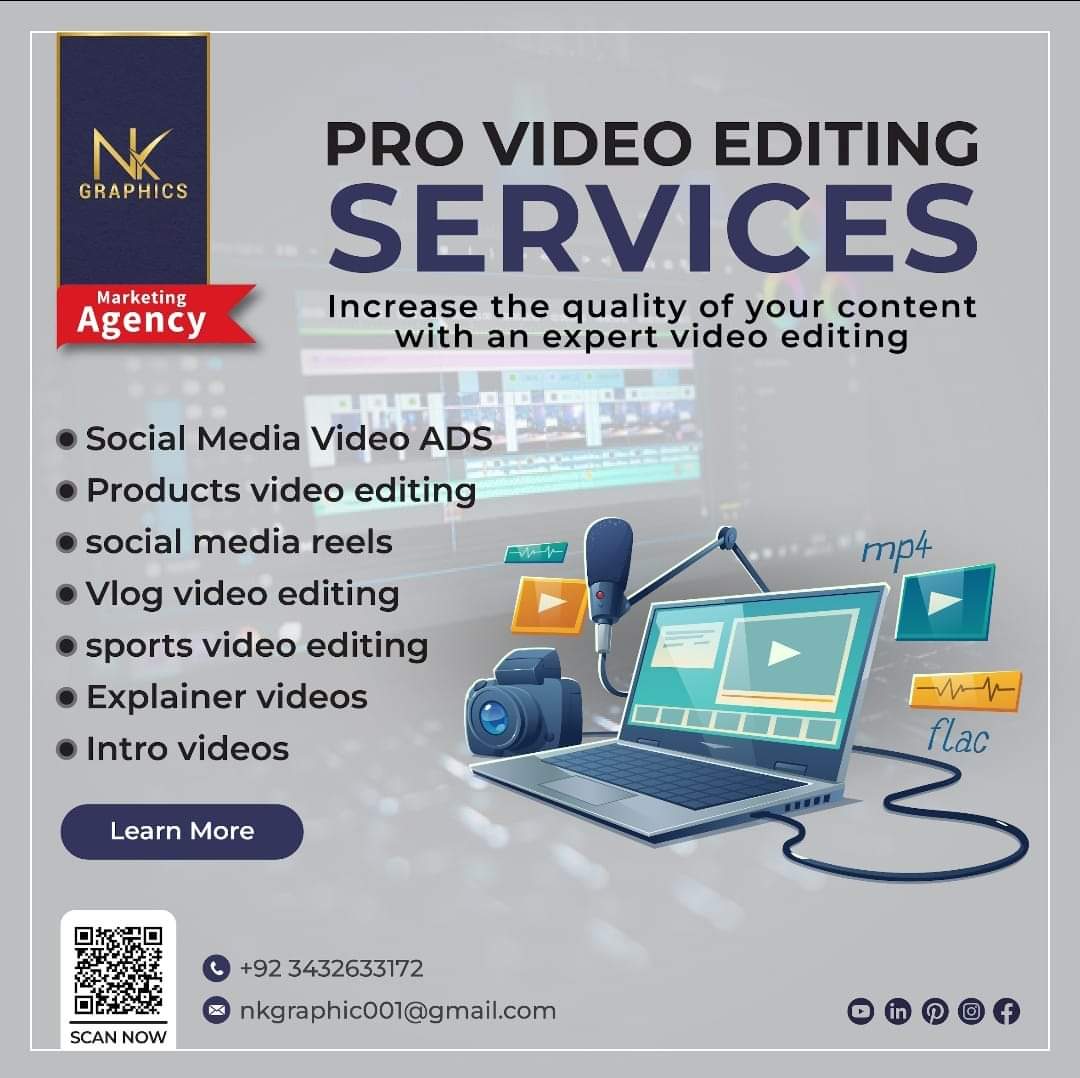 NK
GRAPHICS
Marketing
Agency
PRO VIDEO EDITING
SERVICES
Increase the quality of your content
with an expert video editing
Social Media Video ADS
Products video editing
social media reels
Vlog video editing
sports video editing
Explainer videos
Intro videos
mp4
flac
Learn More
SCAN NOW
+92 3432633172
nkgraphic001@gmail.com